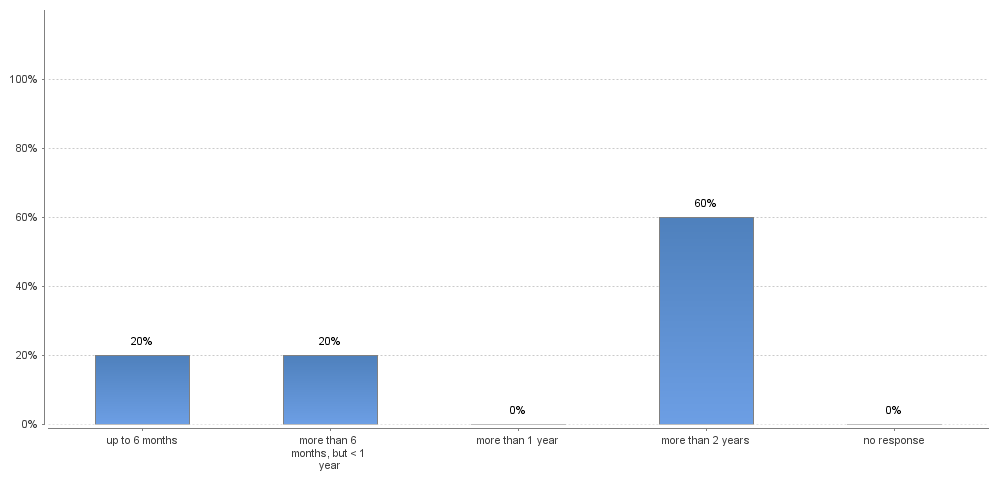 100%
80%
60%
40%
20%
0%
20%
20%
0%
60%
0%
up to 6 months
more than 6
months, but < 1
year
more than 1 year
more than 2 years
no response